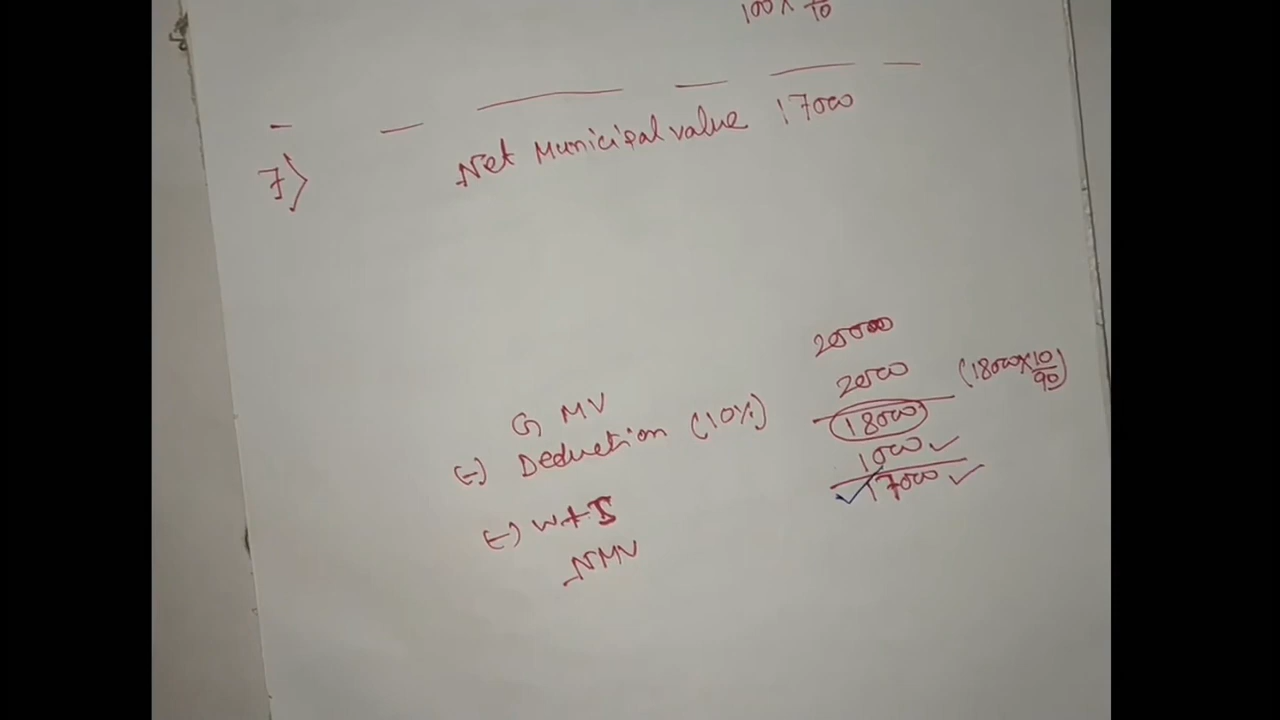 100 X /10
7) Net Municipal value 17000
20000
G MV 2000 (18000x10/90)
(-) Deduction (10%) 18000
(-) W & S 1000 ✓
NMV ✓17000 ✓